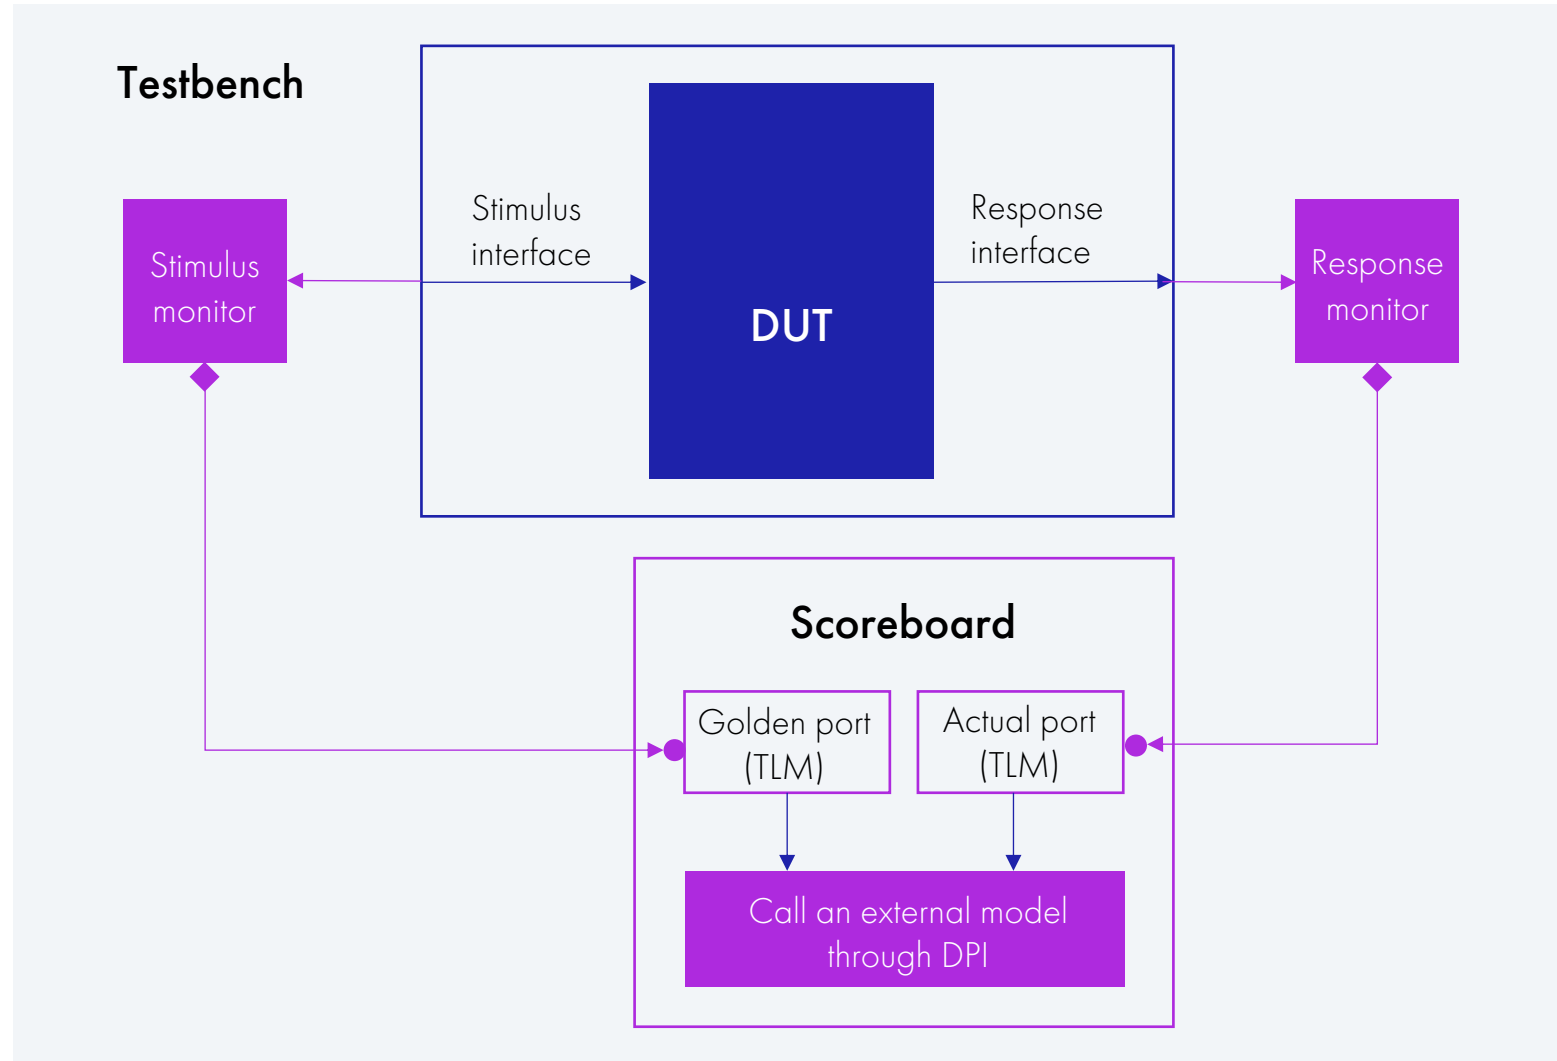 Testbench
Stimulus
interface
Response
interface
Stimulus
monitor
DUT
Response
monitor
Scoreboard
Golden port
(TLM)
Actual port
(TLM)
Call an external model
through DPI